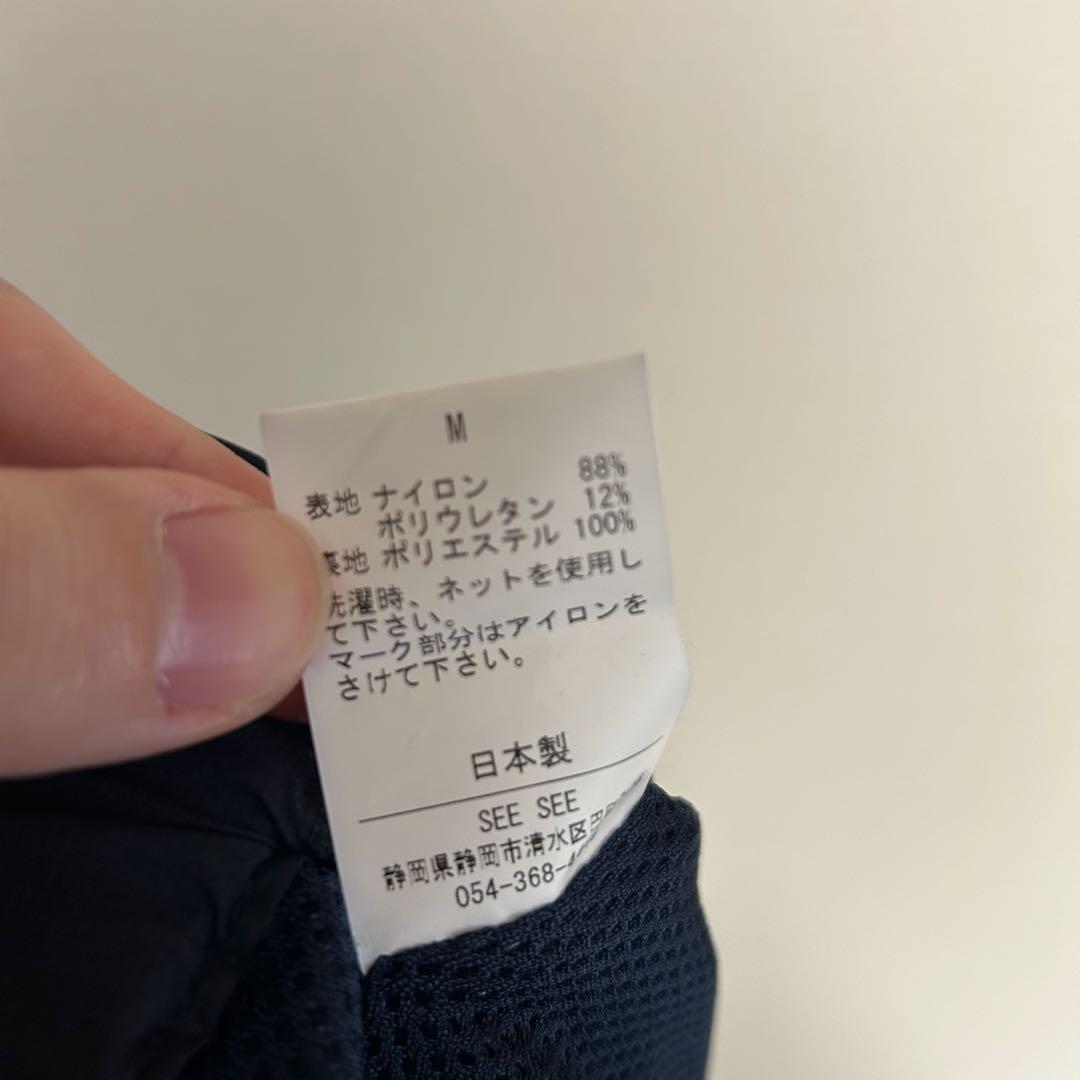 M
表地 ナイロン 88%
ポリウレタン 12%
裏地 ポリエステル 100%
洗濯時、ネットを使用し
て下さい。
マーク部分はアイロンを
さけて下さい。
日本製
SEE SEE
静岡県静岡市清水区
054-368-